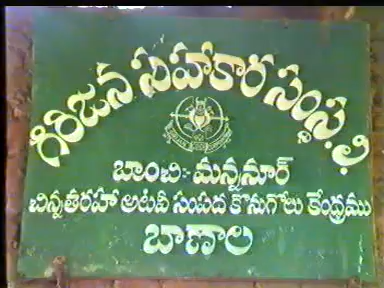 గిరిజన సహకార సంస్థ.లి.
బ్రాంచి:- మన్ననూర్
చిన్నతరహా అటవీ సంపద కొనుగోలు కేంద్రము
బాణాల